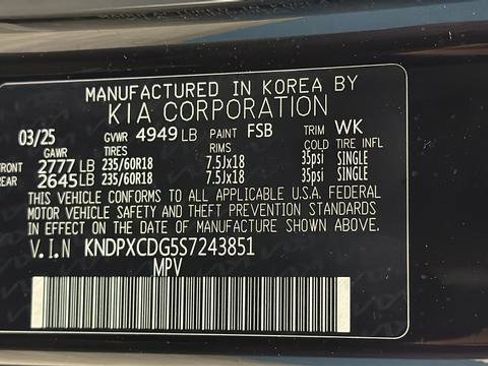 MANUFACTURED IN KOREA BY
KIA CORPORATION
03/25 GVWR 4949 LB PAINT FSB TRIM WK
GAWR TIRES RIMS COLD TIRE INFL
FRONT 2777 LB 235/60R18 7.5Jx18 35psi SINGLE
REAR 2645 LB 235/60R18 7.5Jx18 35psi SINGLE
THIS VEHICLE CONFORMS TO ALL APPLICABLE U.S.A. FEDERAL
MOTOR VEHICLE SAFETY AND THEFT PREVENTION STANDARDS
IN EFFECT ON THE DATE OF MANUFACTURE SHOWN ABOVE.
V.I.N KNDPXCDG5S7243851
MPV